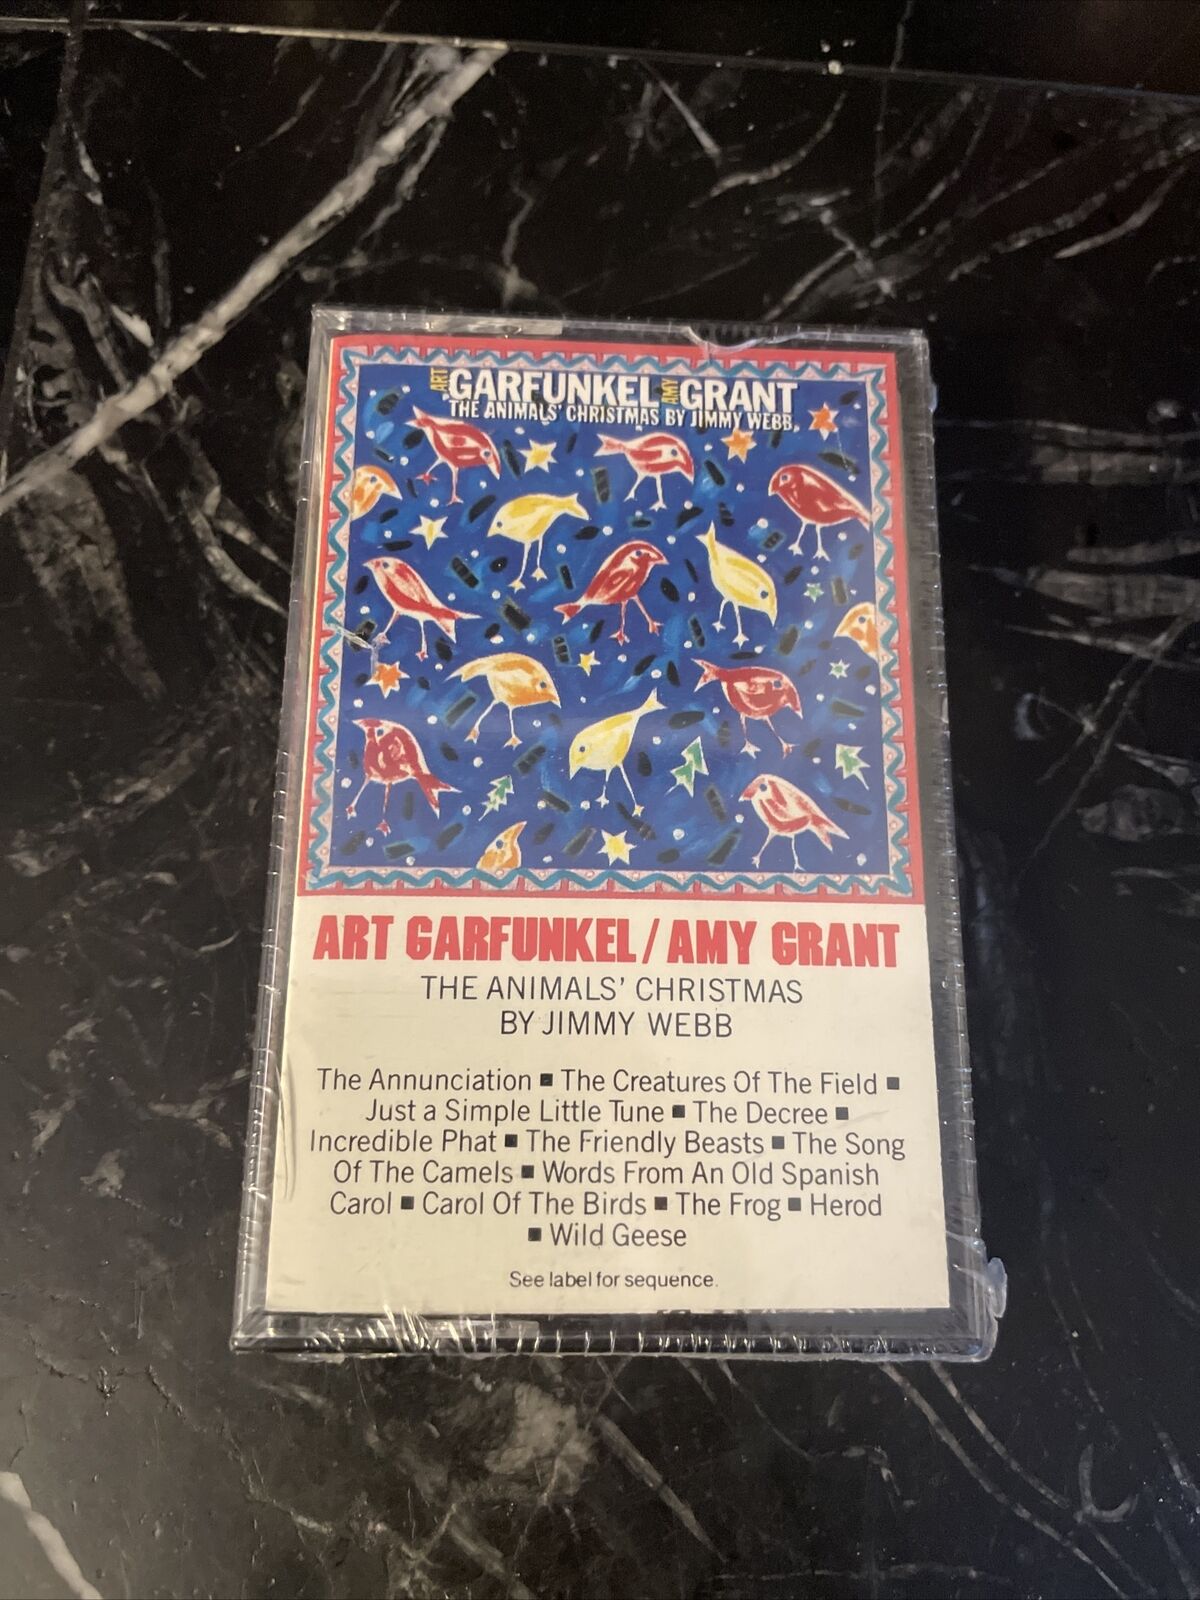 ART GARFUNKEL AMY GRANT
THE ANIMALS' CHRISTMAS BY JIMMY WEBB
ART GARFUNKEL/AMY GRANT
THE ANIMALS' CHRISTMAS
BY JIMMY WEBB
The Annunciation ▪ The Creatures Of The Field ▪
Just a Simple Little Tune ▪ The Decree ▪
Incredible Phat ▪ The Friendly Beasts ▪ The Song
Of The Camels ▪ Words From An Old Spanish
Carol ▪ Carol Of The Birds ▪ The Frog ▪ Herod
▪ Wild Geese
See label for sequence.